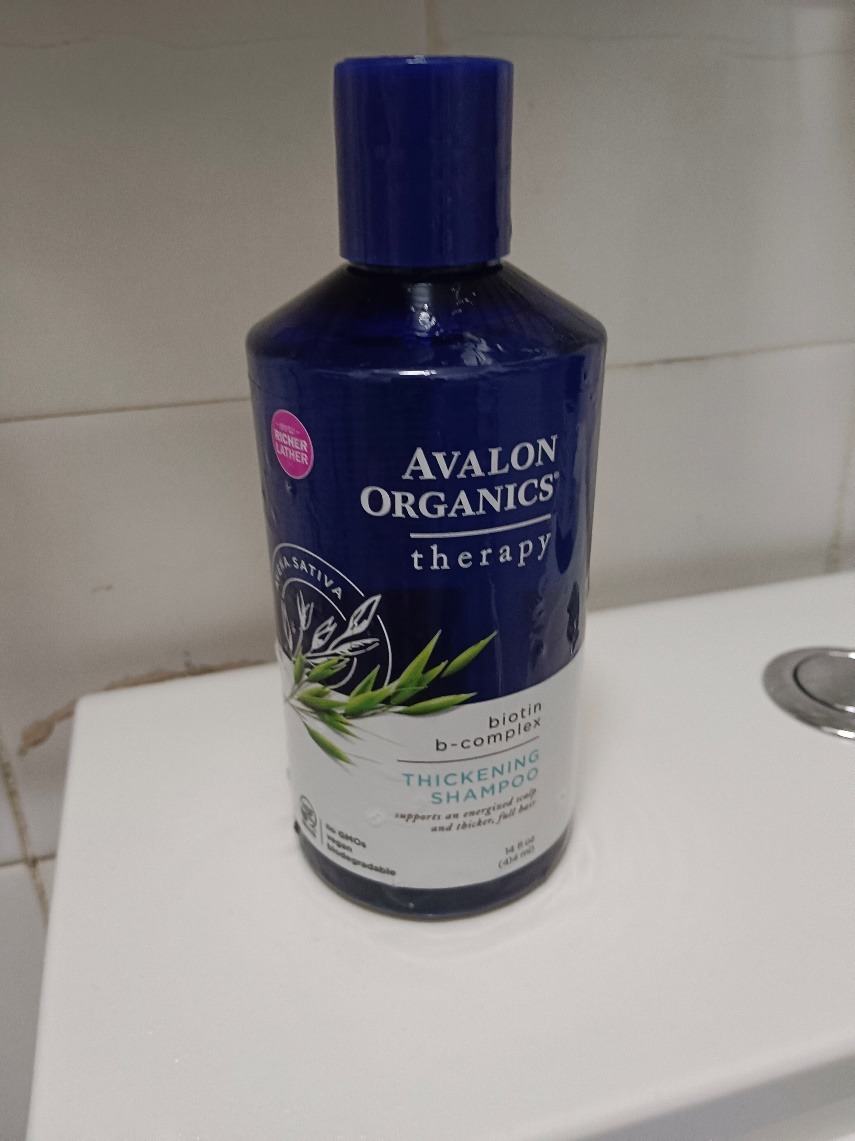 RICHER
LATHER
AVALON
ORGANICS®
therapy
SATIVA
biotin
b-complex
THICKENING
SHAMPOO
supports an energized scalp
and thicker, full hair
no GMOs
vegan
biodegradable
14 fl oz
(414 ml)